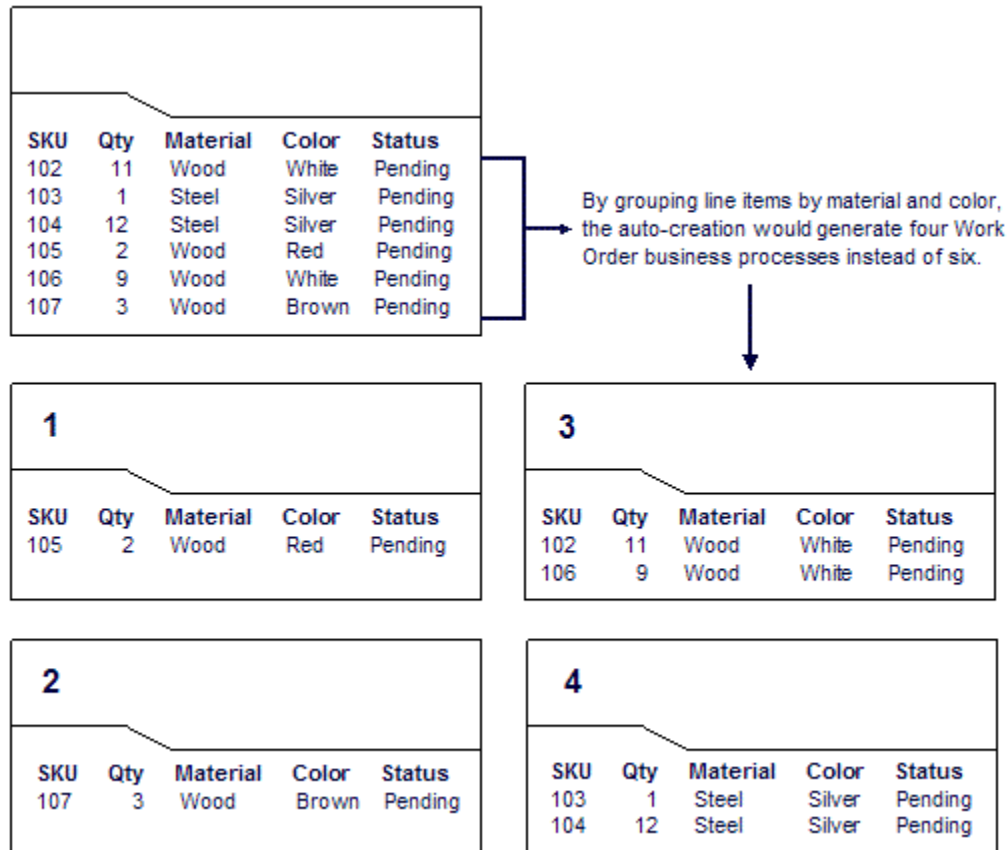 SKU Qty Material Color Status
102 11 Wood White Pending
103 1 Steel Silver Pending
104 12 Steel Silver Pending
105 2 Wood Red Pending
106 9 Wood White Pending
107 3 Wood Brown Pending
By grouping line items by material and color,
the auto-creation would generate four Work
Order business processes instead of six.
1
SKU Qty Material Color Status
105 2 Wood Red Pending
3
SKU Qty Material Color Status
102 11 Wood White Pending
106 9 Wood White Pending
2
SKU Qty Material Color Status
107 3 Wood Brown Pending
4
SKU Qty Material Color Status
103 1 Steel Silver Pending
104 12 Steel Silver Pending